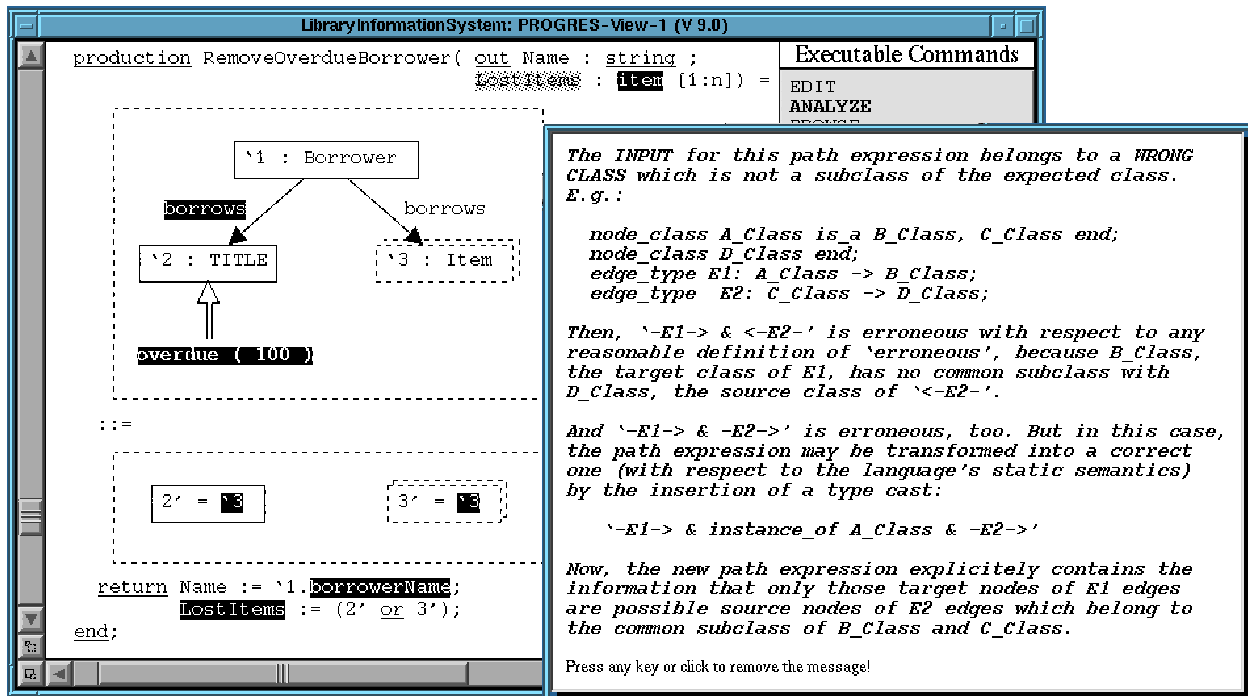 LibraryInformationSystem: PROGRES-View-1 (V 9.0)
production RemoveOverdueBorrower( out Name : string ;
LostItems : item [1:n]) =
Executable Commands
EDIT
ANALYZE
BROWSE
`1 : Borrower
borrows
borrows
`2 : TITLE
`3 : Item
overdue ( 100 )
::=
2' = `3
3' = `3
return Name := `1.borrowerName;
LostItems := (2' or 3');
end;
The INPUT for this path expression belongs to a WRONG
CLASS which is not a subclass of the expected class.
E.g.:
node_class A_Class is_a B_Class, C_Class end;
node_class D_Class end;
edge_type E1: A_Class -> B_Class;
edge_type E2: C_Class -> D_Class;
Then, `-E1-> & <-E2-' is erroneous with respect to any
reasonable definition of `erroneous', because B_Class,
the target class of E1, has no common subclass with
D_Class, the source class of `<-E2-'.
And `-E1-> & -E2->' is erroneous, too. But in this case,
the path expression may be transformed into a correct
one (with respect to the language's static semantics)
by the insertion of a type cast:
`-E1-> & instance_of A_Class & -E2->'
Now, the new path expression explicitely contains the
information that only those target nodes of E1 edges
are possible source nodes of E2 edges which belong to
the common subclass of B_Class and C_Class.
Press any key or click to remove the message!